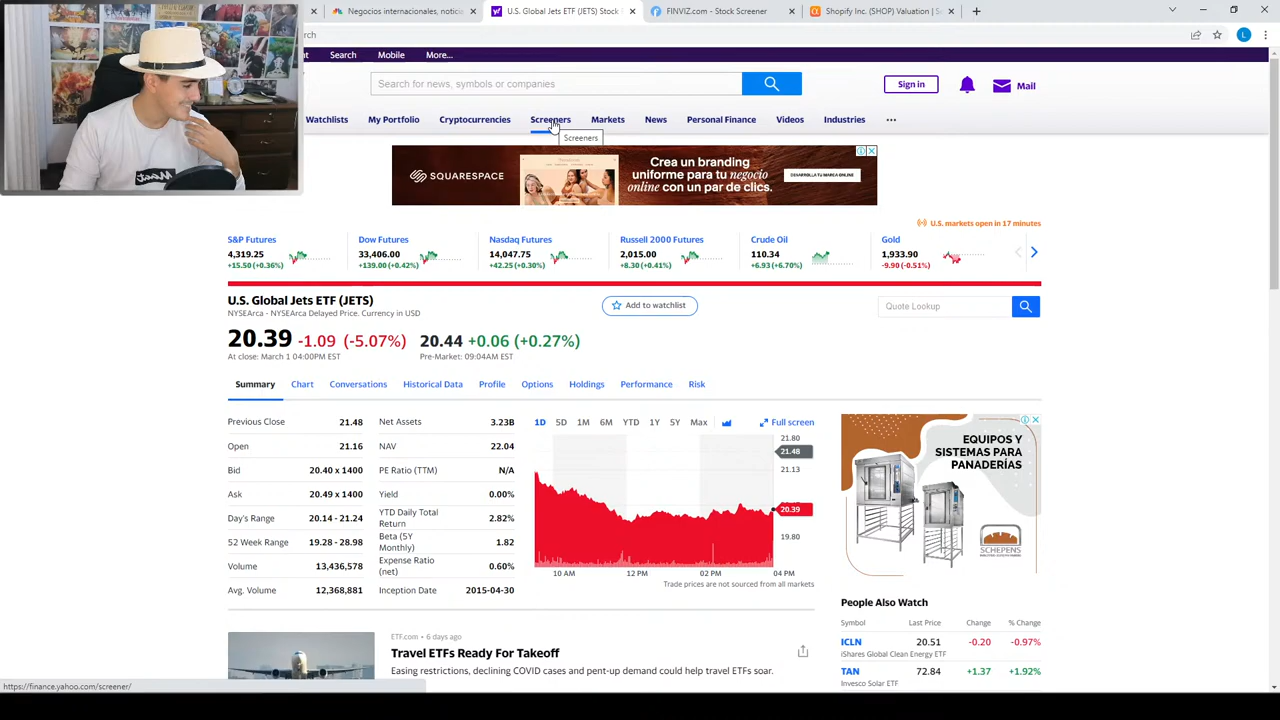 Negocios internacionales, notici
U.S. Global Jets ETF (JETS) Stock
FINVIZ.com - Stock Screener
Shopify Inc. (SHOP) Valuation | S
rch
nt Search Mobile More...
Search for news, symbols or companies
Sign in
Mail
Watchlists My Portfolio Cryptocurrencies Screeners Markets News Personal Finance Videos Industries
Screeners
SQUARESPACE
Crea un branding
uniforme para tu negocio
online con un par de clics.
DESARROLLA TU MARCA ONLINE
U.S. markets open in 17 minutes
S&P Futures
4,319.25
+15.50 (+0.36%)
Dow Futures
33,406.00
+139.00 (+0.42%)
Nasdaq Futures
14,047.75
+42.25 (+0.30%)
Russell 2000 Futures
2,015.00
+8.30 (+0.41%)
Crude Oil
110.34
+6.93 (+6.70%)
Gold
1,933.90
-9.90 (-0.51%)
U.S. Global Jets ETF (JETS)
NYSEArca - NYSEArca Delayed Price. Currency in USD
Add to watchlist
Quote Lookup
20.39 -1.09 (-5.07%)
At close: March 1 04:00PM EST
20.44 +0.06 (+0.27%)
Pre-Market: 09:04AM EST
Summary Chart Conversations Historical Data Profile Options Holdings Performance Risk
Previous Close 21.48
Open 21.16
Bid 20.40 x 1400
Ask 20.49 x 1400
Day's Range 20.14 - 21.24
52 Week Range 19.28 - 28.98
Volume 13,436,578
Avg. Volume 12,368,881
Net Assets 3.23B
NAV 22.04
PE Ratio (TTM) N/A
Yield 0.00%
YTD Daily Total
Return 2.82%
Beta (5Y
Monthly) 1.82
Expense Ratio
(net) 0.60%
Inception Date 2015-04-30
1D 5D 1M 6M YTD 1Y 5Y Max
Full screen
21.80
21.48
21.13
20.39
19.80
10 AM 12 PM 02 PM 04 PM
Trade prices are not sourced from all markets
EQUIPOS Y
SISTEMAS PARA
PANADERÍAS
SCHEPENS
People Also Watch
Symbol Last Price Change % Change
ICLN 20.51 -0.20 -0.97%
iShares Global Clean Energy ETF
TAN 72.84 +1.37 +1.92%
Invesco Solar ETF
ETF.com • 6 days ago
Travel ETFs Ready For Takeoff
Easing restrictions, declining COVID cases and pent-up demand could help travel ETFs soar.
https://finance.yahoo.com/screener/